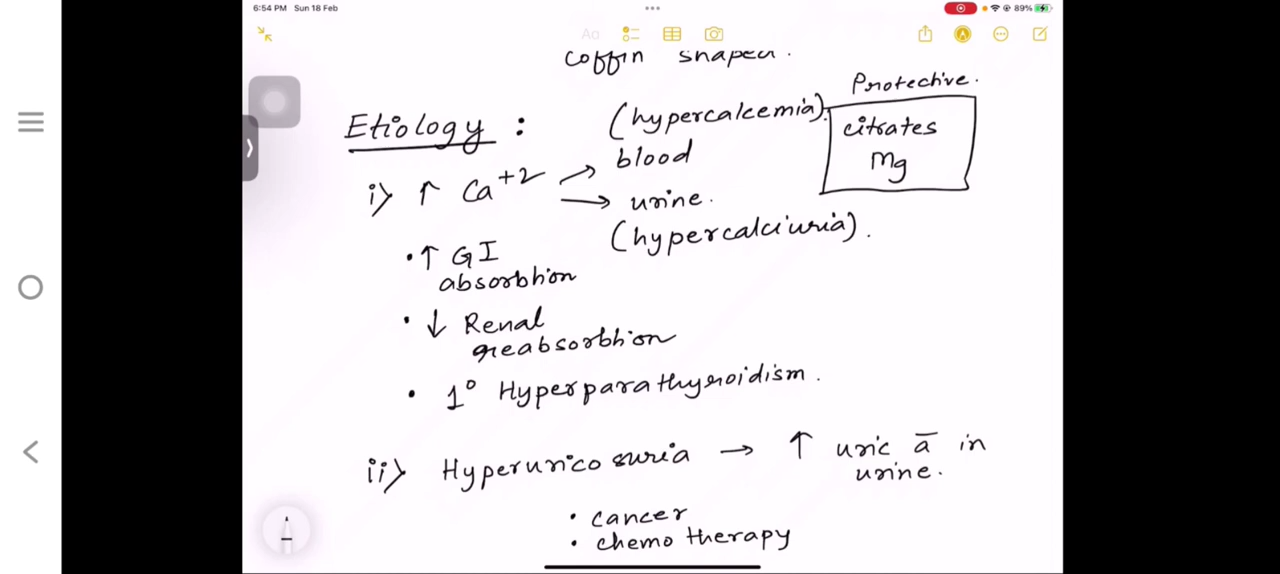 6:54 PM Sun 18 Feb
89%
Aa
coffin shaped.
Protective.
Etiology :
(hypercalcemia).
citrates
Mg
i) ↑ Ca+2
→ blood
→ urine.
(hypercalciuria).
• ↑ GI
absorbtion
• ↓ Renal
reabsorbtion
• 1° Hyperparathyroidism.
ii) Hyperuricosuria → ↑ uric ā in
urine.
• cancer
• chemo therapy